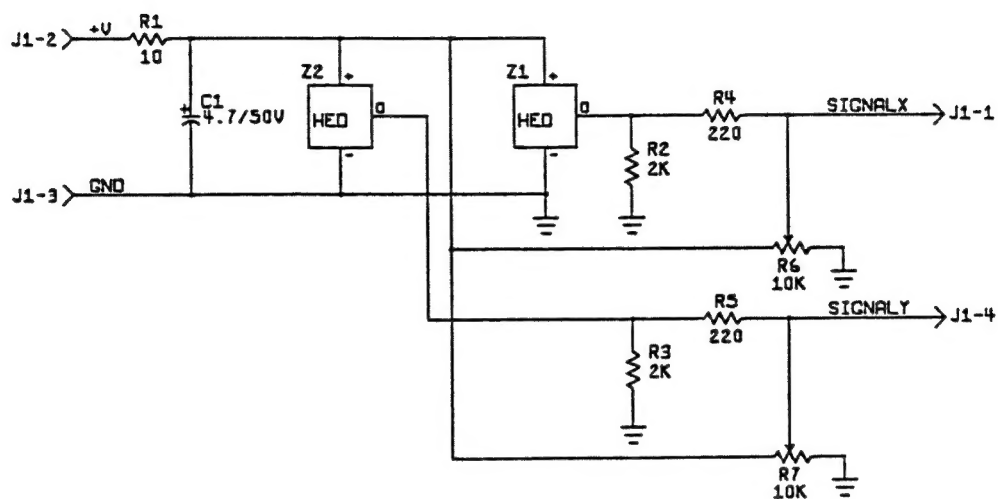 J1-2
+V
R1
10
C1
+
4.7/50V
Z2
+
HED
O
-
Z1
+
HED
O
-
R4
220
SIGNALX
J1-1
R2
2K
J1-3
GND
R6
10K
R5
220
SIGNALY
J1-4
R3
2K
R7
10K